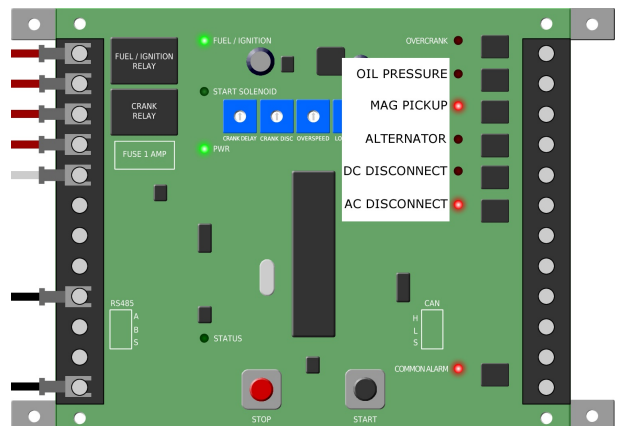 FUEL / IGNITION
OVERCRANK
FUEL / IGNITION
RELAY
OIL PRESSURE
START SOLENOID
MAG PICKUP
CRANK
RELAY
CRANK DELAY CRANK DISC OVERSPEED
ALTERNATOR
FUSE 1 AMP
PWR
DC DISCONNECT
AC DISCONNECT
RS485
A
B
S
CAN
H
L
S
STATUS
COMMON ALARM
STOP
START